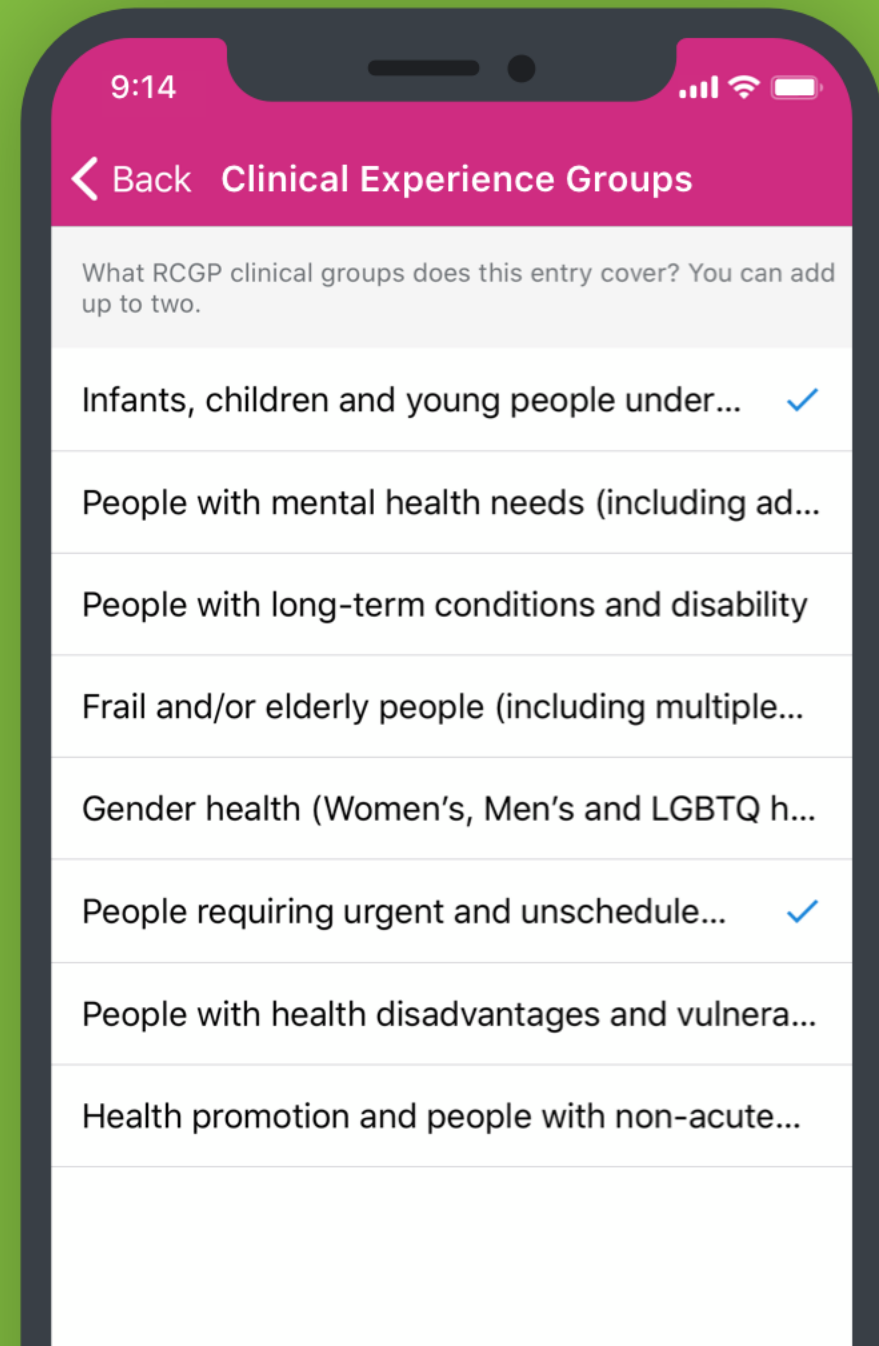 9:14
Back Clinical Experience Groups
What RCGP clinical groups does this entry cover? You can add
up to two.
Infants, children and young people under...
People with mental health needs (including ad...
People with long-term conditions and disability
Frail and/or elderly people (including multiple...
Gender health (Women’s, Men’s and LGBTQ h...
People requiring urgent and unschedule...
People with health disadvantages and vulnera...
Health promotion and people with non-acute...